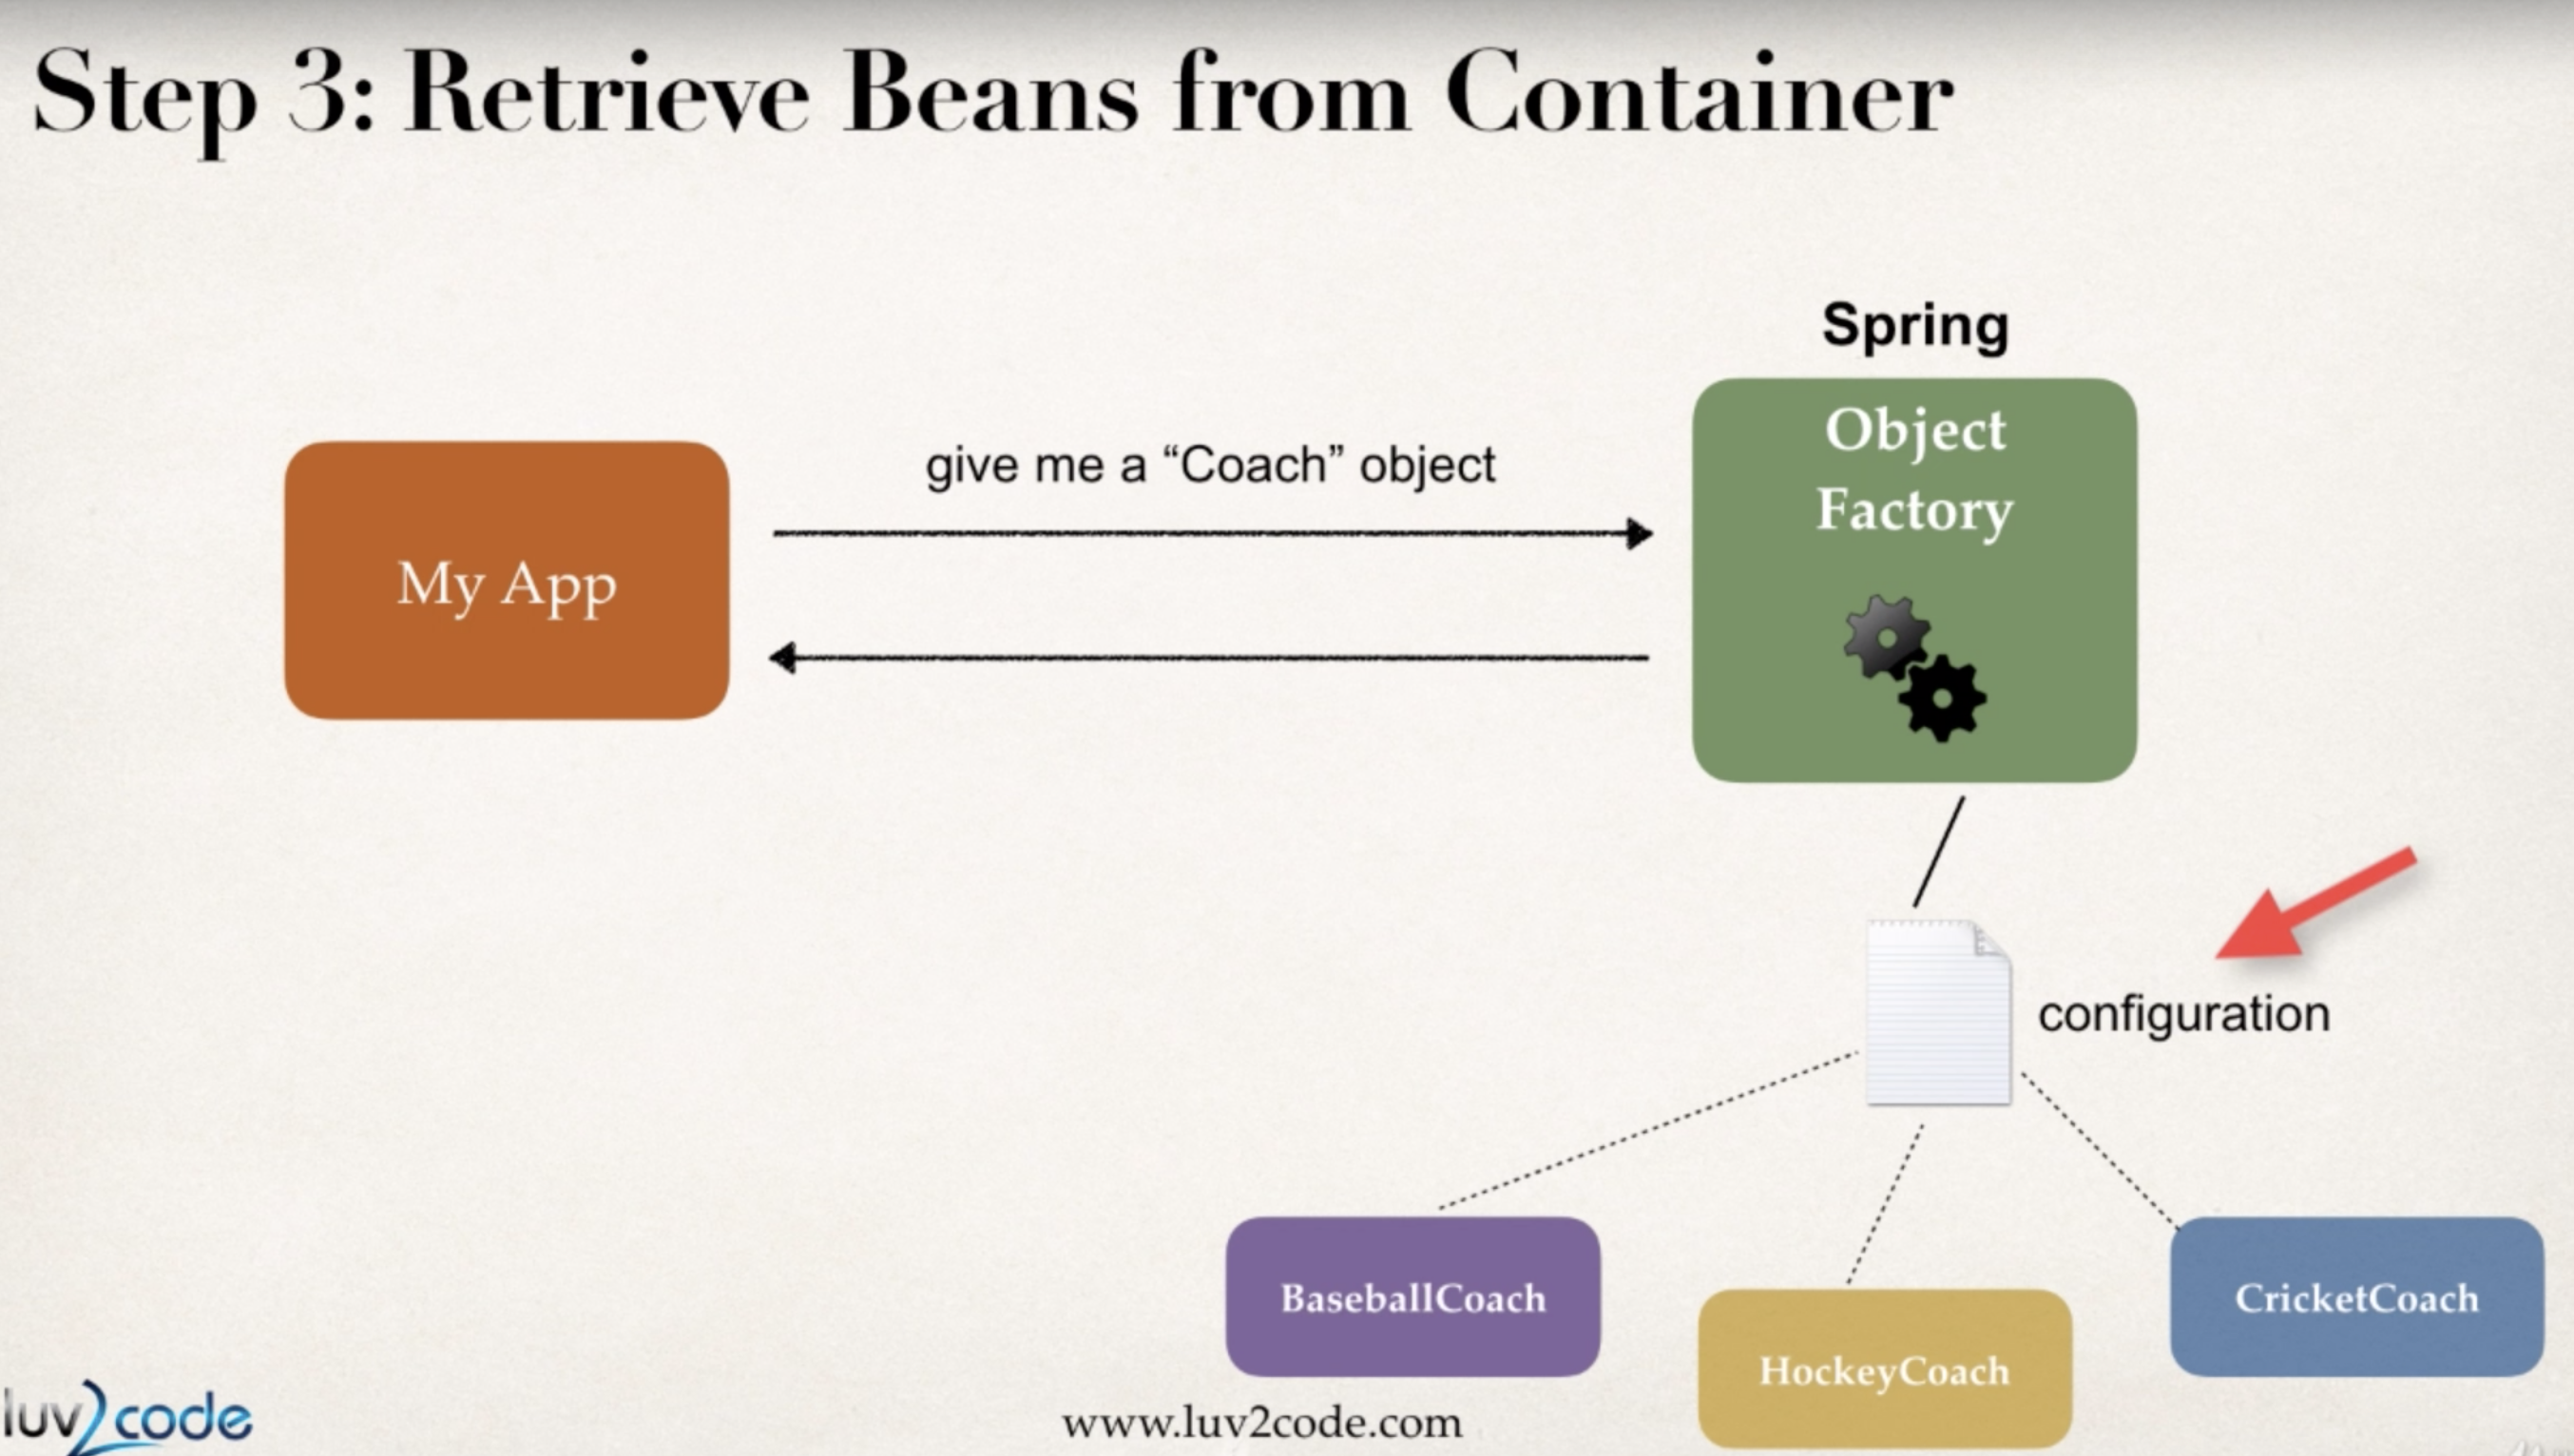 Step 3: Retrieve Beans from Container
Spring
Object
Factory
give me a “Coach” object
My App
configuration
BaseballCoach
HockeyCoach
CricketCoach
luv2code
www.luv2code.com